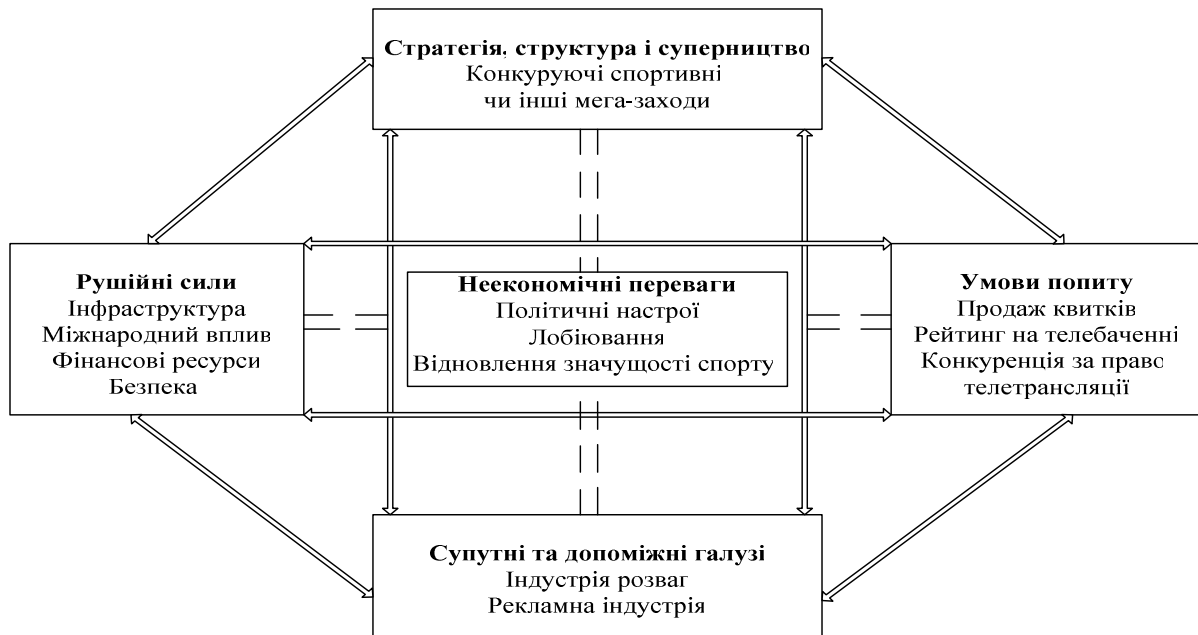 Стратегія, структура і суперництво
Конкуруючі спортивні
чи інші мега-заходи
Рушійні сили
Інфраструктура
Міжнародний вплив
Фінансові ресурси
Безпека
Неекономічні переваги
Політичні настрої
Лобіювання
Відновлення значущості спорту
Умови попиту
Продаж квитків
Рейтинг на телебаченні
Конкуренція за право
телетрансляції
Супутні та допоміжні галузі
Індустрія розваг
Рекламна індустрія